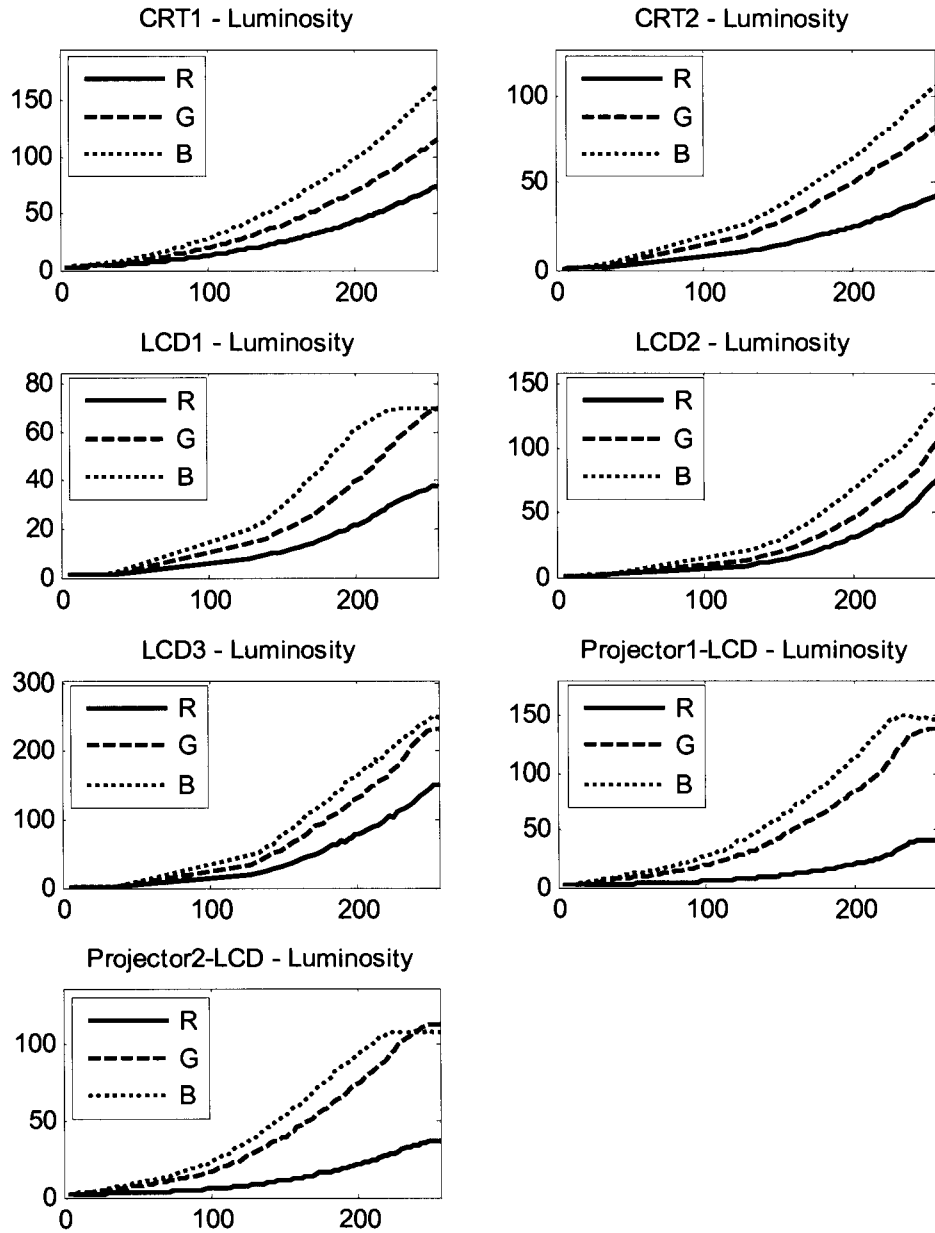 CRT1 - Luminosity
150
100
50
0
R
G
B
0 100 200
CRT2 - Luminosity
100
50
0
R
G
B
0 100 200
LCD1 - Luminosity
80
60
40
20
0
R
G
B
0 100 200
LCD2 - Luminosity
150
100
50
0
R
G
B
0 100 200
LCD3 - Luminosity
300
200
100
0
R
G
B
0 100 200
Projector1-LCD - Luminosity
150
100
50
0
R
G
B
0 100 200
Projector2-LCD - Luminosity
100
50
0
R
G
B
0 100 200